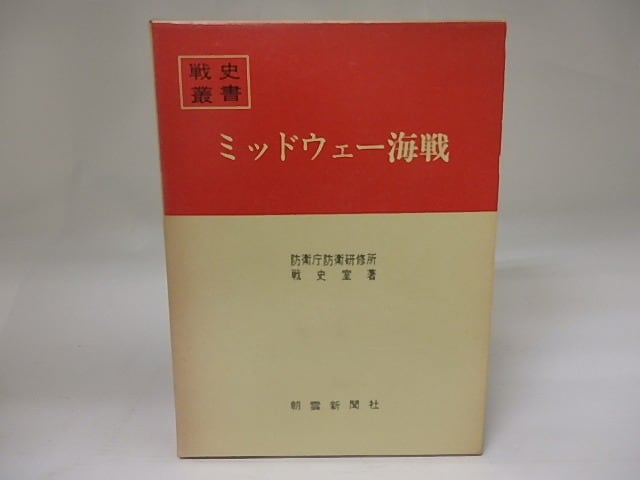 戦史
叢書
ミッドウェー海戦
防衛庁防衛研修所
戦史室著
朝雲新聞社